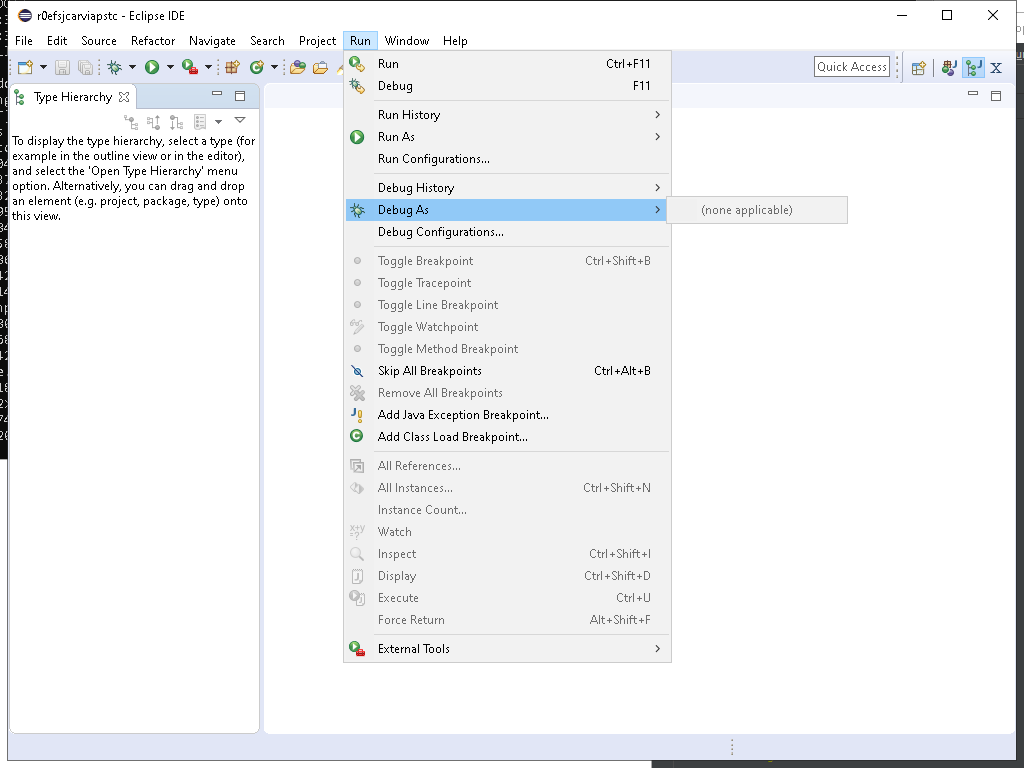 r0efsjcarviapstc - Eclipse IDE
File Edit Source Refactor Navigate Search Project Run Window Help
Quick Access
Type Hierarchy
To display the type hierarchy, select a type (for
example in the outline view or in the editor),
and select the 'Open Type Hierarchy' menu
option. Alternatively, you can drag and drop
an element (e.g. project, package, type) onto
this view.
Run Ctrl+F11
Debug F11
Run History
Run As
Run Configurations...
Debug History
Debug As
(none applicable)
Debug Configurations...
Toggle Breakpoint Ctrl+Shift+B
Toggle Tracepoint
Toggle Line Breakpoint
Toggle Watchpoint
Toggle Method Breakpoint
Skip All Breakpoints Ctrl+Alt+B
Remove All Breakpoints
Add Java Exception Breakpoint...
Add Class Load Breakpoint...
All References...
All Instances... Ctrl+Shift+N
Instance Count...
Watch
Inspect Ctrl+Shift+I
Display Ctrl+Shift+D
Execute Ctrl+U
Force Return Alt+Shift+F
External Tools